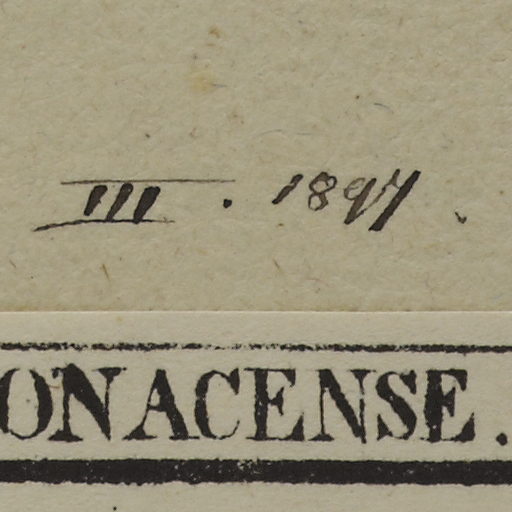 III . 1897 .
ONACENSE.